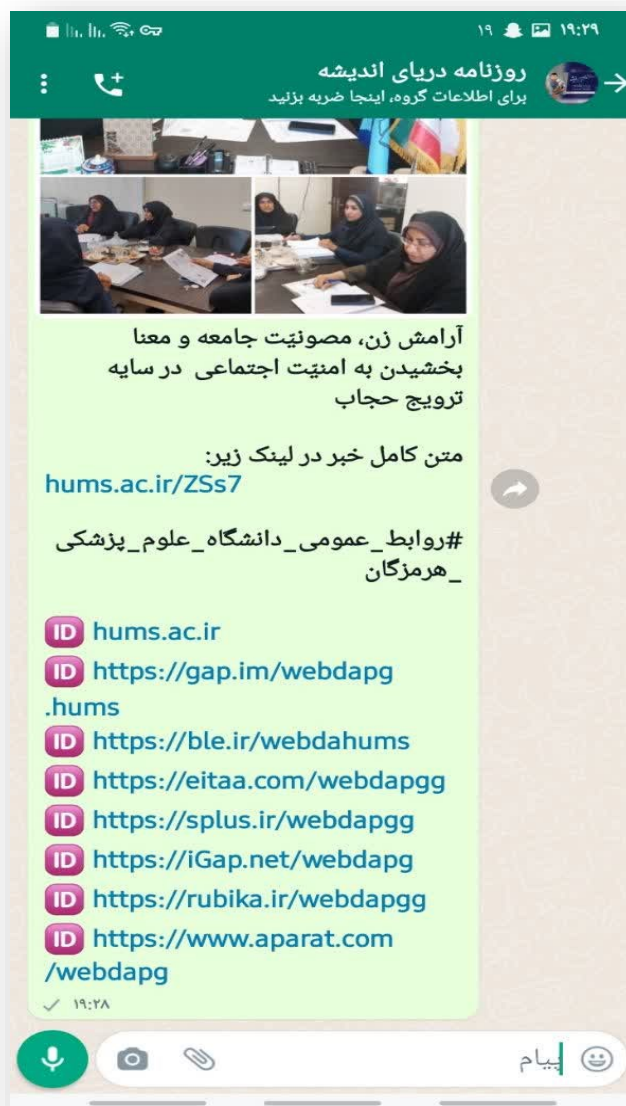 ۱۹:۲۹
۱۹
روزنامه دریای اندیشه
برای اطلاعات گروه، اینجا ضربه بزنید
آرامش زن، مصونیّت جامعه و معنا
بخشیدن به امنیّت اجتماعی در سایه
ترویج حجاب
متن کامل خبر در لینک زیر:
hums.ac.ir/ZSs7
#روابط_عمومی_دانشگاه_علوم_پزشکی
_هرمزگان
ID hums.ac.ir
ID https://gap.im/webdapg
.hums
ID https://ble.ir/webdahums
ID https://eitaa.com/webdapgg
ID https://splus.ir/webdapgg
ID https://iGap.net/webdapg
ID https://rubika.ir/webdapgg
ID https://www.aparat.com
/webdapg
۱۹:۲۸
پیام